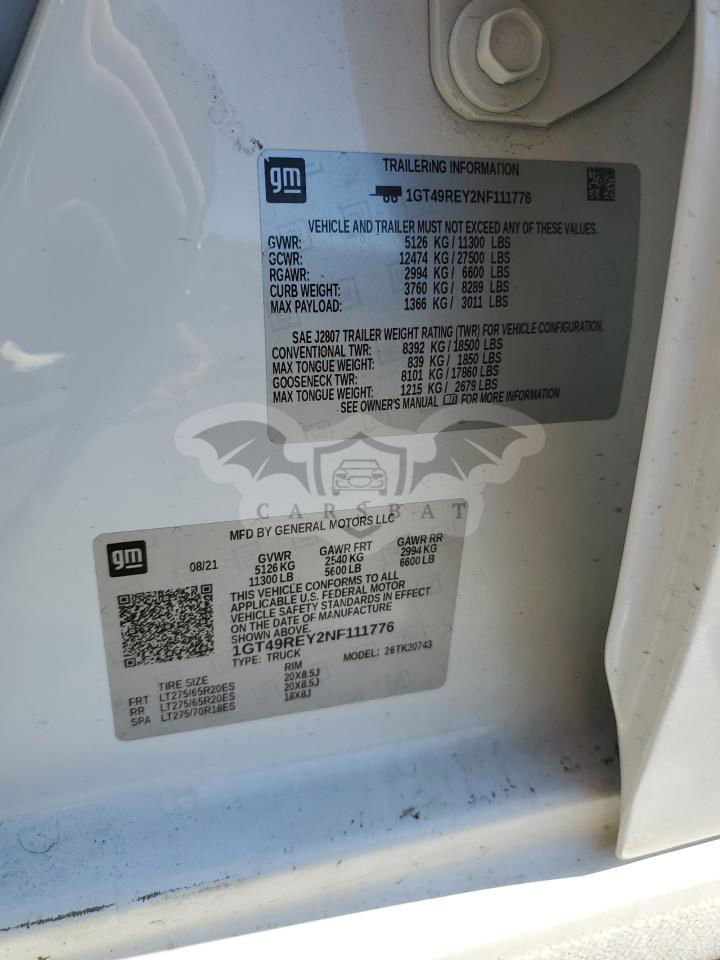 gm
TRAILERING INFORMATION
1GT49REY2NF111776
VEHICLE AND TRAILER MUST NOT EXCEED ANY OF THESE VALUES.
GVWR: 5126 KG / 11300 LBS
GCWR: 12474 KG / 27500 LBS
RGAWR: 2994 KG / 6600 LBS
CURB WEIGHT: 3760 KG / 8289 LBS
MAX PAYLOAD: 1366 KG / 3011 LBS
SAE J2807 TRAILER WEIGHT RATING (TWR) FOR VEHICLE CONFIGURATION.
CONVENTIONAL TWR: 8392 KG / 18500 LBS
MAX TONGUE WEIGHT: 839 KG / 1850 LBS
GOOSENECK TWR: 8101 KG / 17860 LBS
MAX TONGUE WEIGHT: 1215 KG / 2679 LBS
SEE OWNER'S MANUAL FOR MORE INFORMATION
CARSBAT
gm
MFD BY GENERAL MOTORS LLC
08/21 GVWR GAWR FRT GAWR RR
5126 KG 2540 KG 2994 KG
11300 LB 5600 LB 6600 LB
THIS VEHICLE CONFORMS TO ALL
APPLICABLE U.S. FEDERAL MOTOR
VEHICLE SAFETY STANDARDS IN EFFECT
ON THE DATE OF MANUFACTURE
SHOWN ABOVE.
1GT49REY2NF111776
TYPE: TRUCK MODEL: 26TK20743
TIRE SIZE RIM
FRT LT275/65R20ES 20X8.5J
RR LT275/65R20ES 20X8.5J
SPA LT275/70R18ES 18X8J